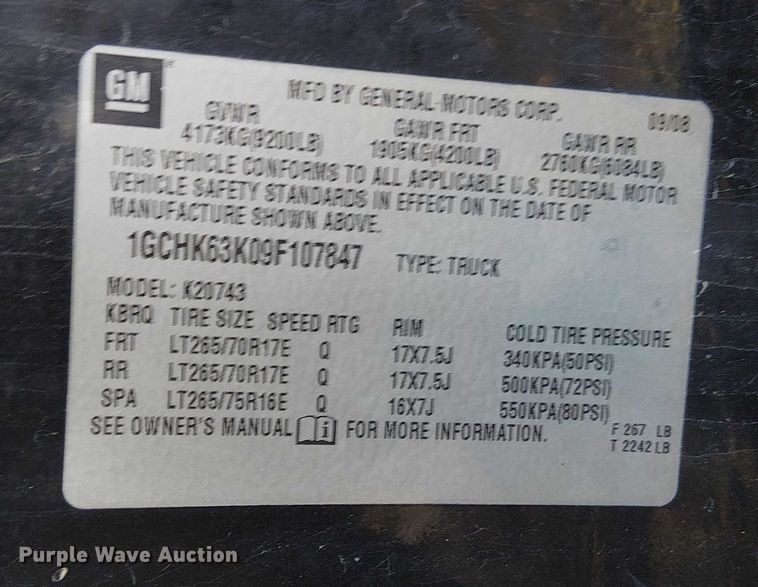 GM
MFD BY GENERAL MOTORS CORP. 09/08
GVWR GAWR FRT GAWR RR
4173KG(9200LB) 1905KG(4200LB) 2760KG(6084LB)
THIS VEHICLE CONFORMS TO ALL APPLICABLE U.S. FEDERAL MOTOR
VEHICLE SAFETY STANDARDS IN EFFECT ON THE DATE OF
MANUFACTURE SHOWN ABOVE.
1GCHK63K09F107847 TYPE: TRUCK
MODEL: K20743
KBRQ TIRE SIZE SPEED RTG RIM COLD TIRE PRESSURE
FRT LT265/70R17E Q 17X7.5J 340KPA(50PSI)
RR LT265/70R17E Q 17X7.5J 500KPA(72PSI)
SPA LT265/75R16E Q 16X7J 550KPA(80PSI)
SEE OWNER'S MANUAL i FOR MORE INFORMATION.
F 267 LB
T 2242 LB
Purple Wave Auction